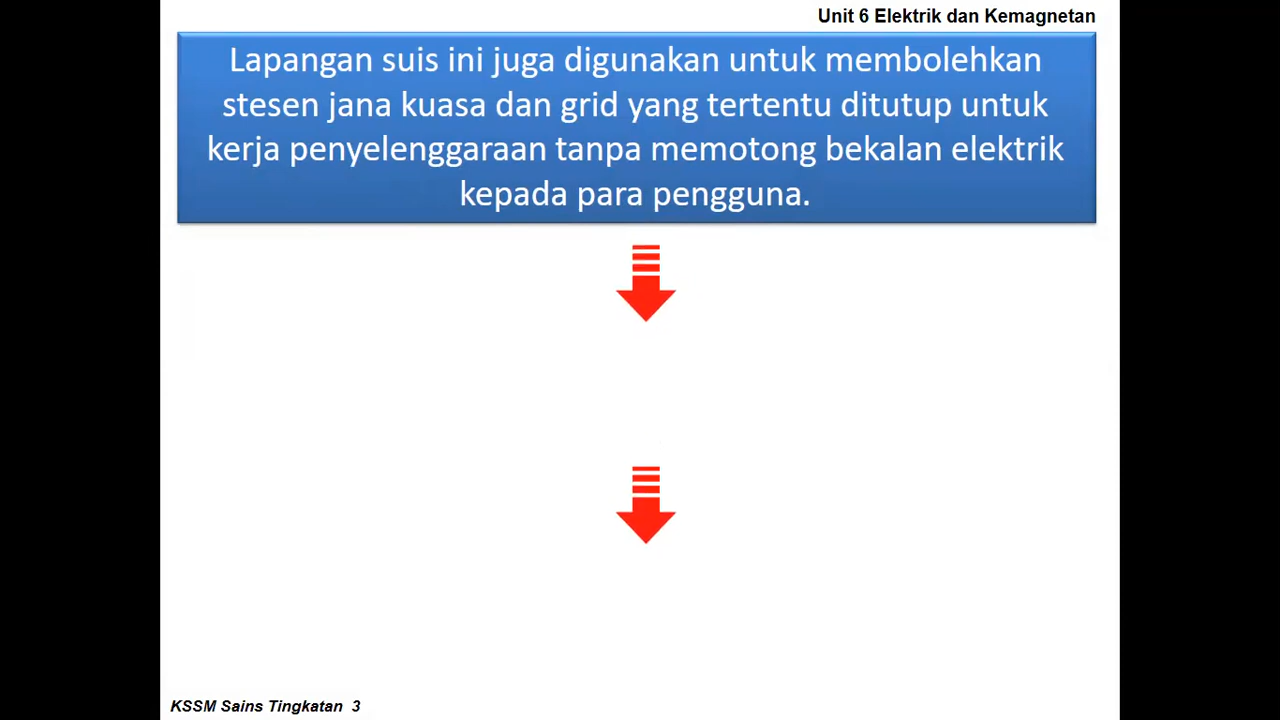 Unit 6 Elektrik dan Kemagnetan
Lapangan suis ini juga digunakan untuk membolehkan
stesen jana kuasa dan grid yang tertentu ditutup untuk
kerja penyelenggaraan tanpa memotong bekalan elektrik
kepada para pengguna.
KSSM Sains Tingkatan 3